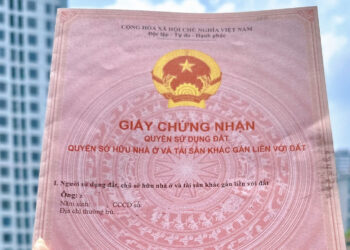 CỘNG HÒA XÃ HỘI CHỦ NGHĨA VIỆT NAM
Độc lập - Tự do - Hạnh phúc
GIẤY CHỨNG NHẬN
QUYỀN SỬ DỤNG ĐẤT
QUYỀN SỞ HỮU NHÀ Ở VÀ TÀI SẢN KHÁC GẮN LIỀN VỚI ĐẤT
I. Người sử dụng đất, chủ sở hữu nhà ở và tài sản khác gắn liền với đất
Ông:
Năm sinh: CCCD số:
Địa chỉ thường trú: